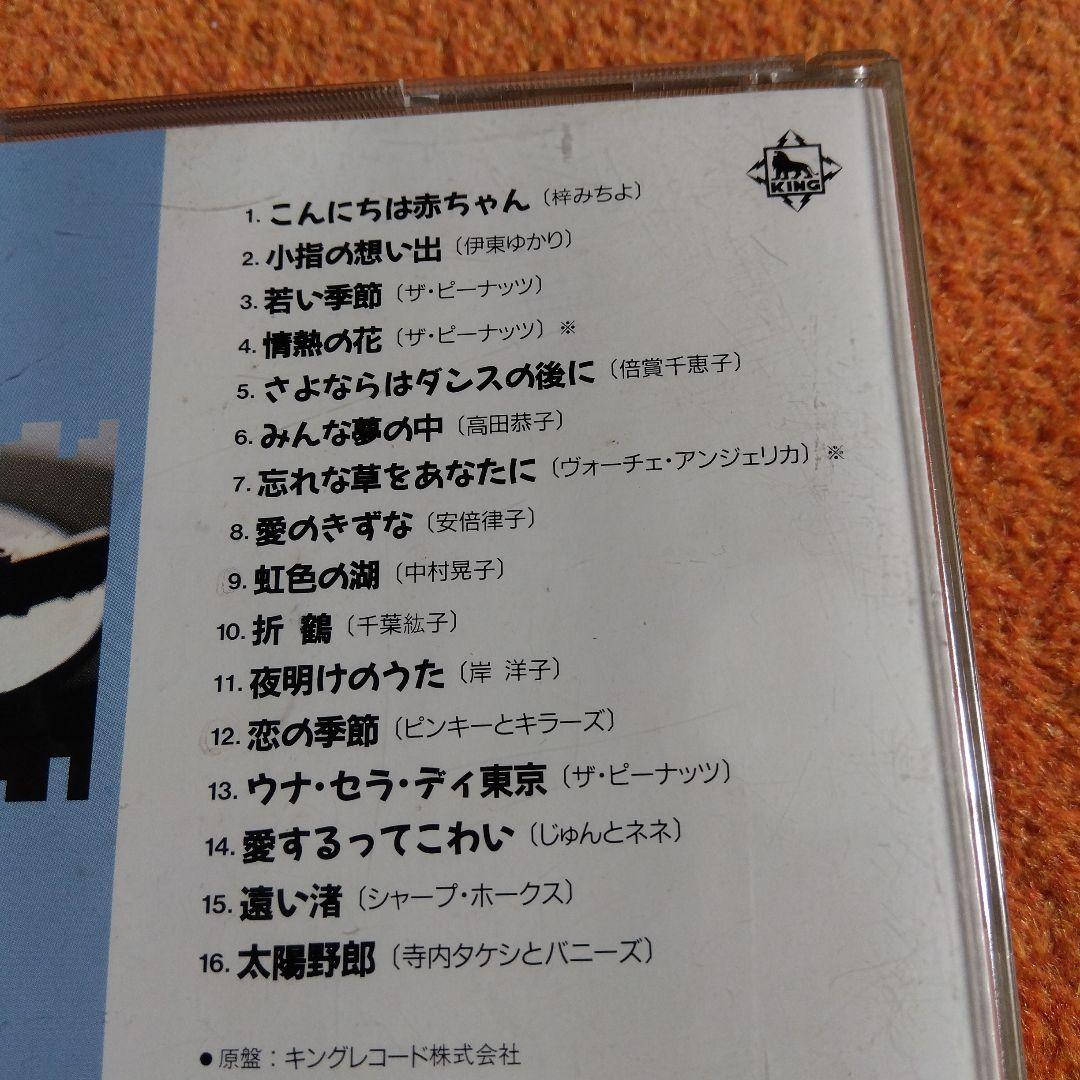 KING
1. こんにちは赤ちゃん〔梓みちよ〕
2. 小指の想い出〔伊東ゆかり〕
3. 若い季節〔ザ・ピーナッツ〕
4. 情熱の花〔ザ・ピーナッツ〕※
5. さよならはダンスの後に〔倍賞千恵子〕
6. みんな夢の中〔高田恭子〕
7. 忘れな草をあなたに〔ヴォーチェ・アンジェリカ〕※
8. 愛のきずな〔安倍律子〕
9. 虹色の湖〔中村晃子〕
10. 折 鶴〔千葉紘子〕
11. 夜明けのうた〔岸 洋子〕
12. 恋の季節〔ピンキーとキラーズ〕
13. ウナ・セラ・ディ東京〔ザ・ピーナッツ〕
14. 愛するってこわい〔じゅんとネネ〕
15. 遠い渚〔シャープ・ホークス〕
16. 太陽野郎〔寺内タケシとバニーズ〕
●原盤：キングレコード株式会社